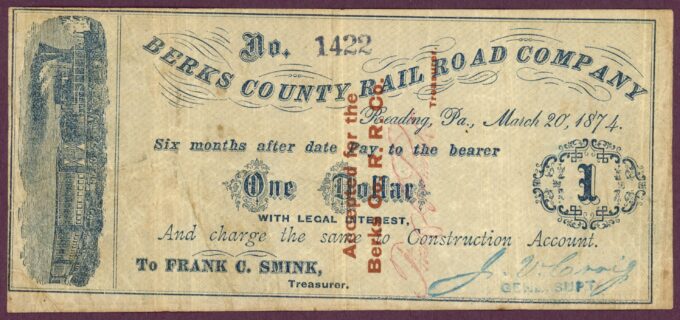 No. 1422
BERKS COUNTY RAIL ROAD COMPANY
Reading, Pa., March 20, 1874.
Six months after date Pay to the bearer
One Dollar
1
WITH LEGAL INTEREST,
And charge the same to Construction Account.
To FRANK C. SMINK,
Treasurer.
J. V. Craig
GENL. SUPT.
Accepted for the
Berks Co. R. R. Co.
Treasurer.